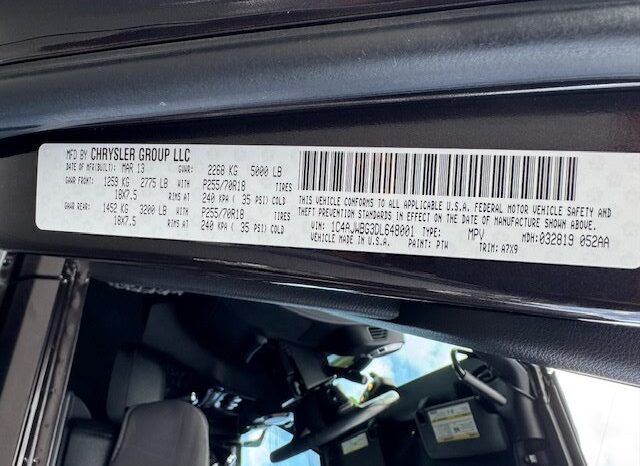 MFD BY CHRYSLER GROUP LLC
DATE OF MFR(BUILT): MAR 13 GVWR: 2268 KG 5000 LB
GAWR FRONT: 1259 KG 2775 LB WITH P255/70R18 TIRES
18X7.5 RIMS AT 240 KPA ( 35 PSI) COLD
GAWR REAR: 1452 KG 3200 LB WITH P255/70R18 TIRES
18X7.5 RIMS AT 240 KPA ( 35 PSI) COLD
THIS VEHICLE CONFORMS TO ALL APPLICABLE U.S.A. FEDERAL MOTOR VEHICLE SAFETY AND
THEFT PREVENTION STANDARDS IN EFFECT ON THE DATE OF MANUFACTURE SHOWN ABOVE.
VIN: 1C4AJWBG3DL648001 TYPE: MPV MDH: 032819 052AA
VEHICLE MADE IN U.S.A. PAINT: PTW TRIM: A7X9